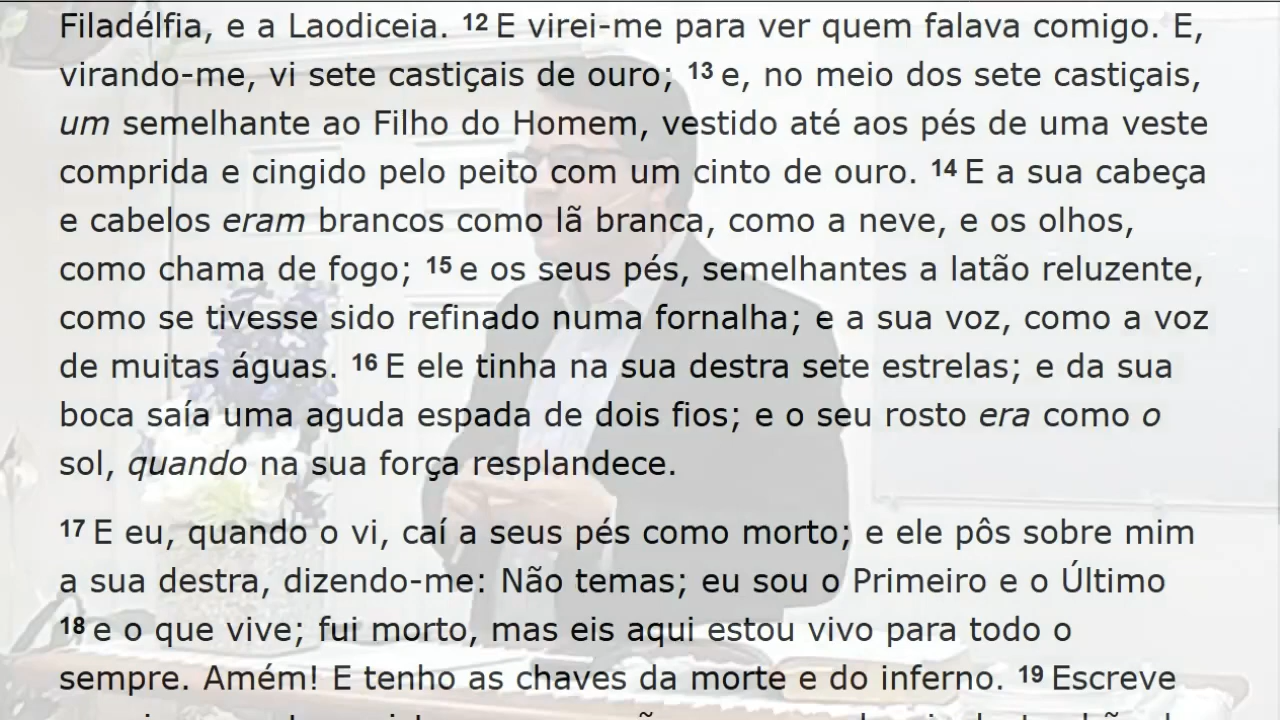 Filadélfia, e a Laodiceia. 12 E virei-me para ver quem falava comigo. E,
virando-me, vi sete castiçais de ouro; 13 e, no meio dos sete castiçais,
um semelhante ao Filho do Homem, vestido até aos pés de uma veste
comprida e cingido pelo peito com um cinto de ouro. 14 E a sua cabeça
e cabelos eram brancos como lã branca, como a neve, e os olhos,
como chama de fogo; 15 e os seus pés, semelhantes a latão reluzente,
como se tivesse sido refinado numa fornalha; e a sua voz, como a voz
de muitas águas. 16 E ele tinha na sua destra sete estrelas; e da sua
boca saía uma aguda espada de dois fios; e o seu rosto era como o
sol, quando na sua força resplandece.
17 E eu, quando o vi, caí a seus pés como morto; e ele pôs sobre mim
a sua destra, dizendo-me: Não temas; eu sou o Primeiro e o Último
18 e o que vive; fui morto, mas eis aqui estou vivo para todo o
sempre. Amém! E tenho as chaves da morte e do inferno. 19 Escreve